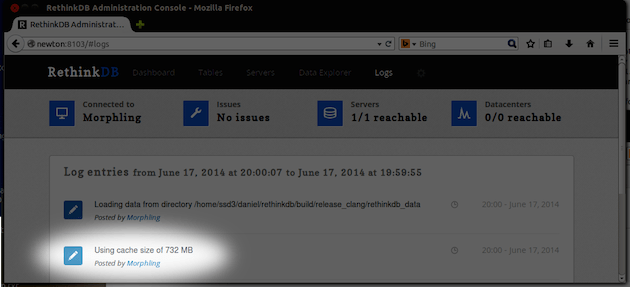 RethinkDB Administration Console - Mozilla Firefox
RethinkDB Administrat...
newton:8103/#logs
Bing
RethinkDB Dashboard Tables Servers Data Explorer Logs
Connected to Issues Servers Datacenters
Morphling No issues 1/1 reachable 0/0 reachable
Log entries from June 17, 2014 at 20:00:07 to June 17, 2014 at 19:59:55
Loading data from directory /home/ssd3/daniel/rethinkdb/build/release_clang/rethinkdb_data 20:00 - June 17, 2014
Posted by Morphling
Using cache size of 732 MB 20:00 - June 17, 2014
Posted by Morphling